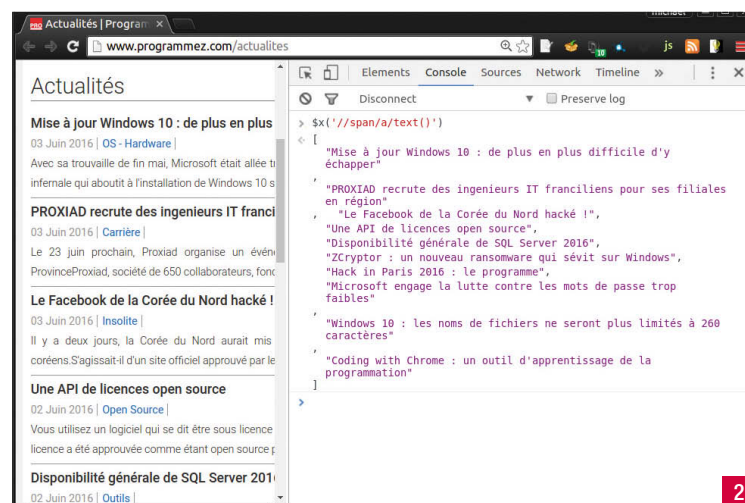 Actualités | Program
michael
www.programmez.com/actualites
10
js
Actualités
Mise à jour Windows 10 : de plus en plus
03 Juin 2016 | OS - Hardware |
Avec sa trouvaille de fin mai, Microsoft était allée
infernale qui aboutit à l'installation de Windows 10
PROXIAD recrute des ingenieurs IT franci
03 Juin 2016 | Carrière |
Le 23 juin prochain, Proxiad organise un
ProvinceProxiad, société de 650 collaborateurs,
Le Facebook de la Corée du Nord hacké !
03 Juin 2016 | Insolite |
Il y a deux jours, la Corée du Nord aurait mis
coréens.S'agissait-il d'un site officiel approuvé par le
Une API de licences open source
02 Juin 2016 | Open Source |
Vous utilisez un logiciel qui se dit être sous licence
licence a été approuvée comme étant open source
Disponibilité générale de SQL Server 201
02 Juin 2016 | Outils |
Elements Console Sources Network Timeline »
Disconnect ▼ Preserve log
> $x('//span/a/text()')
[
"Mise à jour Windows 10 : de plus en plus difficile d'y
échapper"
,
"PROXIAD recrute des ingenieurs IT franciliens pour ses filiales
en région"
, "Le Facebook de la Corée du Nord hacké !",
"Une API de licences open source",
"Disponibilité générale de SQL Server 2016",
"ZCryptor : un nouveau ransomware qui sévit sur Windows",
"Hack in Paris 2016 : le programme",
"Microsoft engage la lutte contre les mots de passe trop
faibles"
,
"Windows 10 : les noms de fichiers ne seront plus limités à 260
caractères"
,
"Coding with Chrome : un outil d'apprentissage de la
programmation"
]
>
2